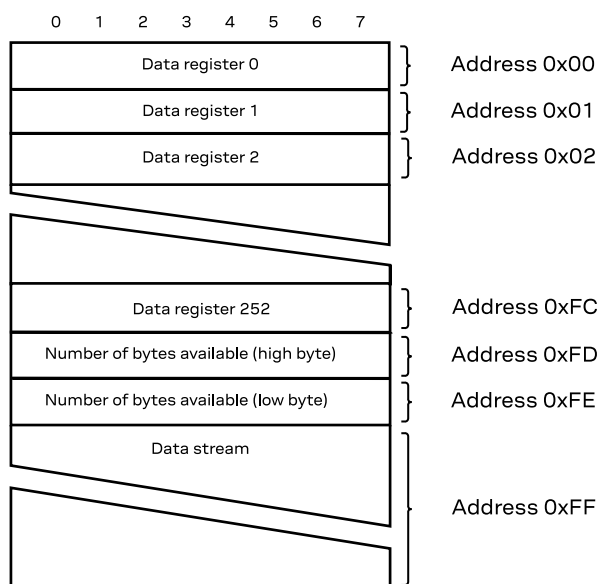 0 1 2 3 4 5 6 7
Data register 0 Address 0x00
Data register 1 Address 0x01
Data register 2 Address 0x02
Data register 252 Address 0xFC
Number of bytes available (high byte) Address 0xFD
Number of bytes available (low byte) Address 0xFE
Data stream
Address 0xFF